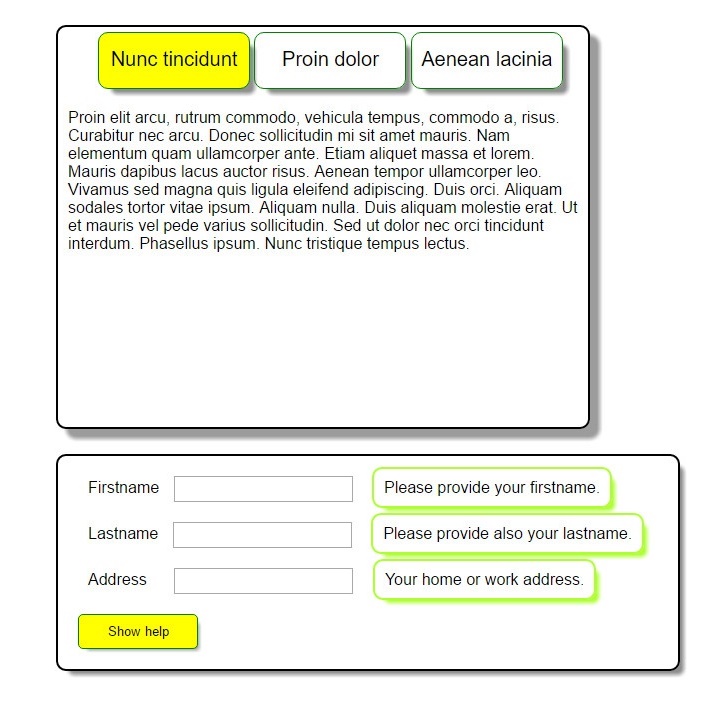 Nunc tincidunt Proin dolor Aenean lacinia
Proin elit arcu, rutrum commodo, vehicula tempus, commodo a, risus.
Curabitur nec arcu. Donec sollicitudin mi sit amet mauris. Nam
elementum quam ullamcorper ante. Etiam aliquet massa et lorem.
Mauris dapibus lacus auctor risus. Aenean tempor ullamcorper leo.
Vivamus sed magna quis ligula eleifend adipiscing. Duis orci. Aliquam
sodales tortor vitae ipsum. Aliquam nulla. Duis aliquam molestie erat. Ut
et mauris vel pede varius sollicitudin. Sed ut dolor nec orci tincidunt
interdum. Phasellus ipsum. Nunc tristique tempus lectus.
Firstname Please provide your firstname.
Lastname Please provide also your lastname.
Address Your home or work address.
Show help